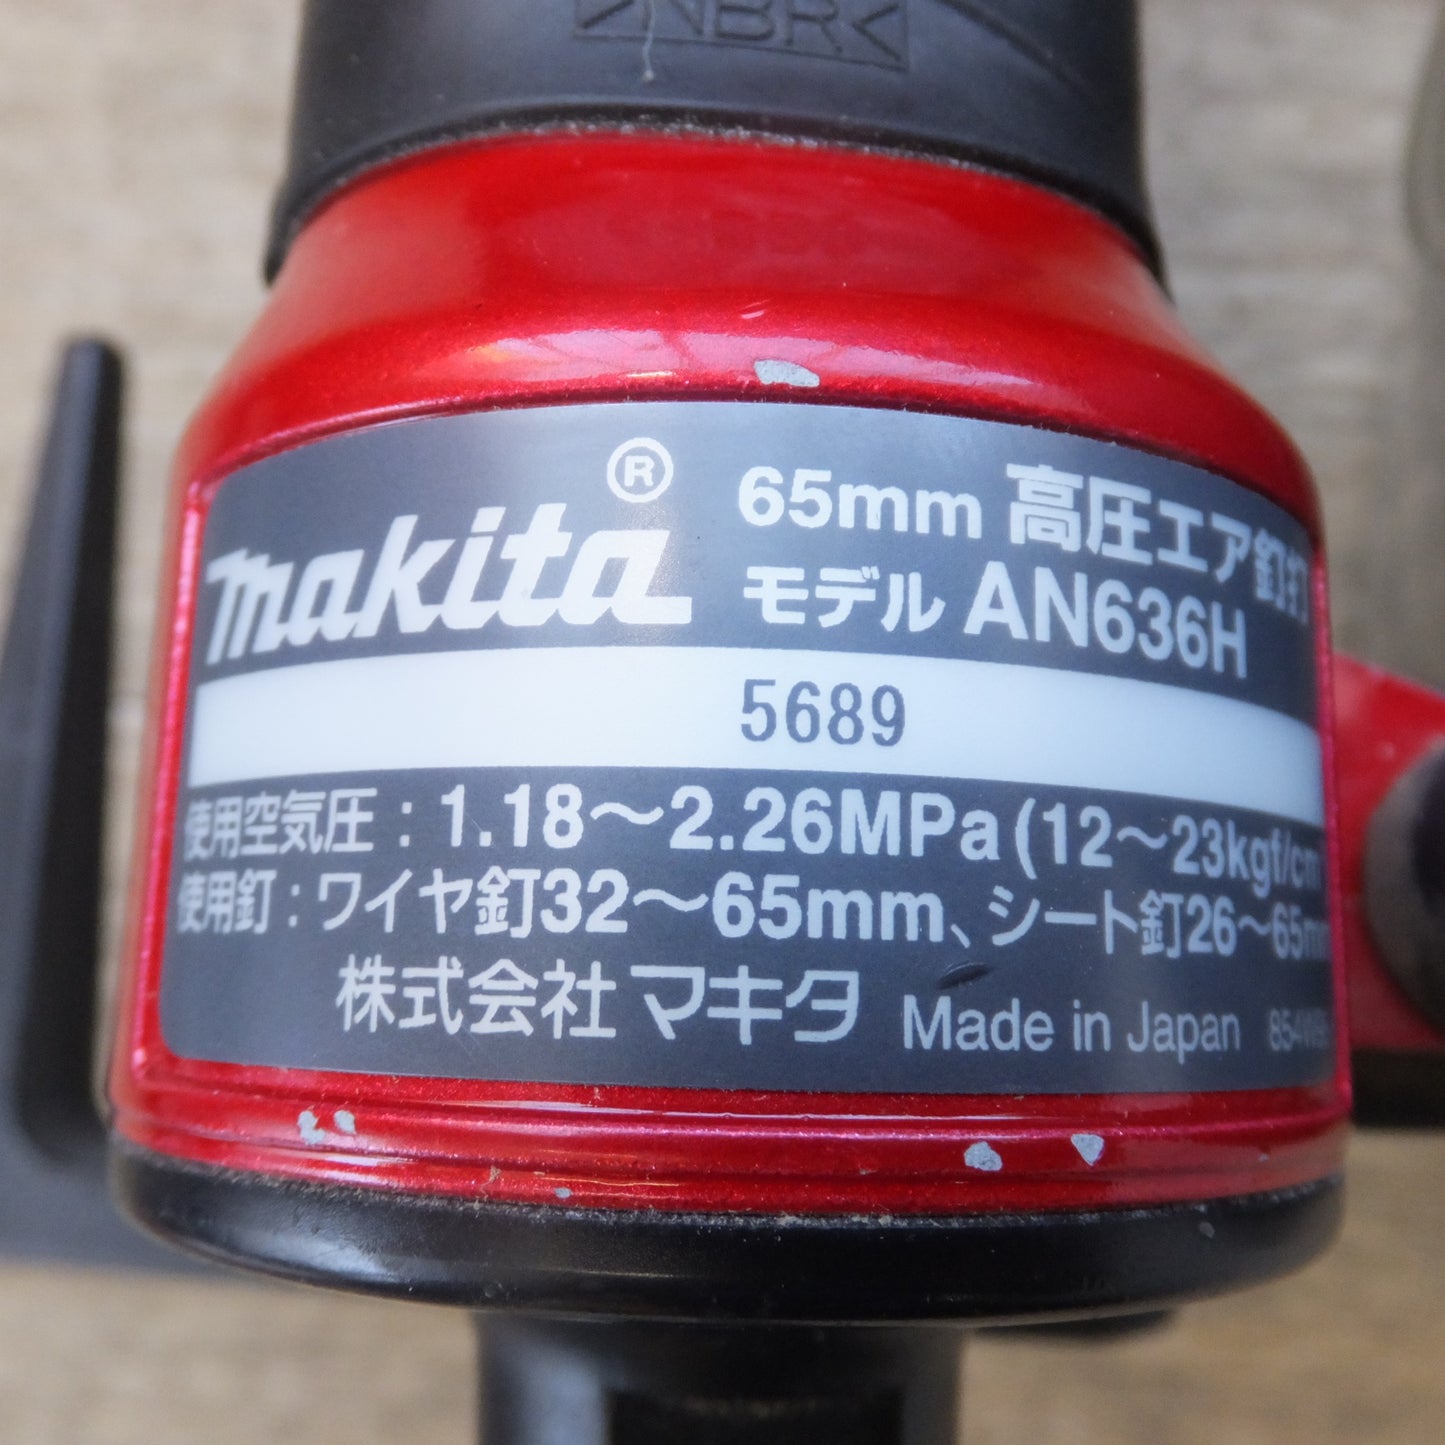 >NBR<
makita®
65mm 高圧エア釘打
モデル AN636H
5689
使用空気圧：1.18〜2.26MPa(12〜23kgf/cm
使用釘：ワイヤ釘32〜65mm、シート釘26〜65mm
株式会社マキタ Made in Japan